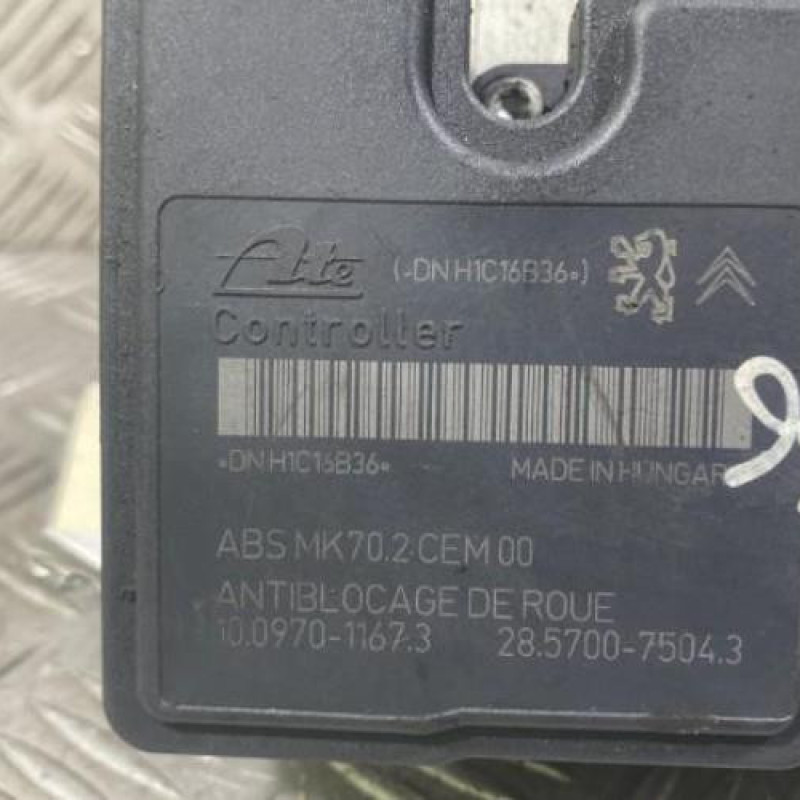 Ate (-DN H1C16B36*)
Controller
*DN H1C16B36* MADE IN HUNGAR
ABS MK70.2 CEM 00
ANTIBLOCAGE DE ROUE
10.0970-1167.3 28.5700-7504.3